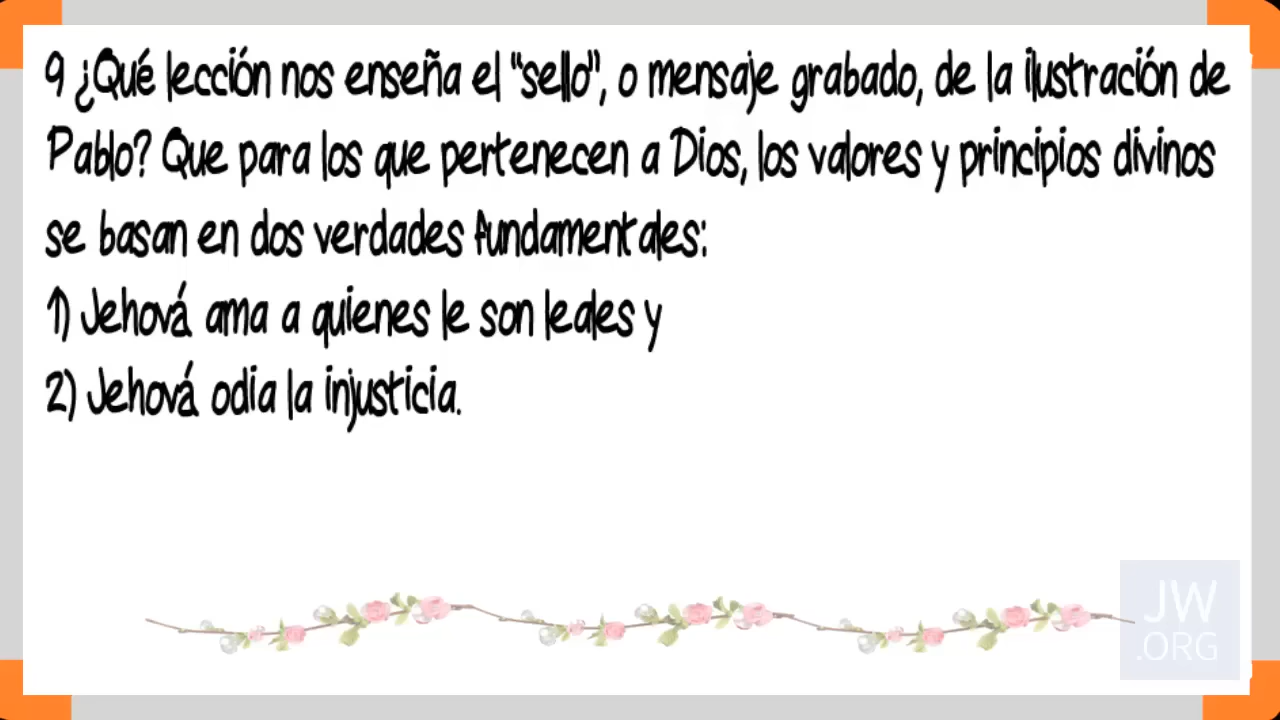 9 ¿Qué lección nos enseña el "sello", o mensaje grabado, de la ilustración de
Pablo? Que para los que pertenecen a Dios, los valores y principios divinos
se basan en dos verdades fundamentales:
1) Jehová ama a quienes le son leales y
2) Jehová odia la injusticia.
JW
.ORG